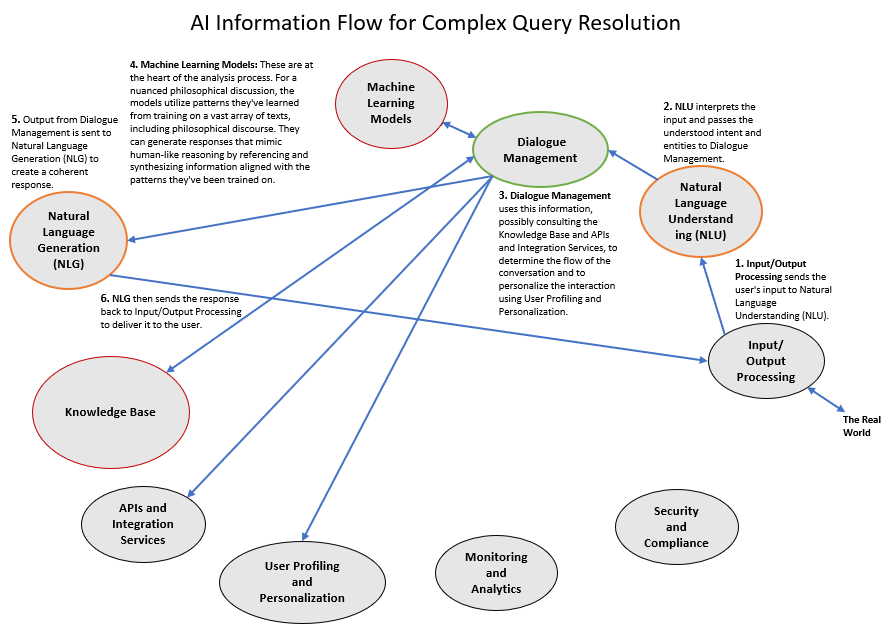 AI Information Flow for Complex Query Resolution
4. Machine Learning Models: These are at
the heart of the analysis process. For a
nuanced philosophical discussion, the
models utilize patterns they've learned
from training on a vast array of texts,
including philosophical discourse. They
can generate responses that mimic
human-like reasoning by referencing and
synthesizing information aligned with the
patterns they've been trained on.
Machine
Learning
Models
Dialogue
Management
2. NLU interprets the
input and passes the
understood intent and
entities to Dialogue
Management.
5. Output from Dialogue
Management is sent to
Natural Language
Generation (NLG) to
create a coherent
response.
Natural
Language
Understand
ing (NLU)
3. Dialogue Management
uses this information,
possibly consulting the
Knowledge Base and APIs
and Integration Services, to
determine the flow of the
conversation and to
personalize the interaction
using User Profiling and
Personalization.
Natural
Language
Generation
(NLG)
1. Input/Output
Processing sends the
user's input to Natural
Language
Understanding (NLU).
6. NLG then sends the response
back to Input/Output Processing
to deliver it to the user.
Input/
Output
Processing
The Real
World
Knowledge Base
APIs and
Integration
Services
User Profiling
and
Personalization
Monitoring
and
Analytics
Security
and
Compliance